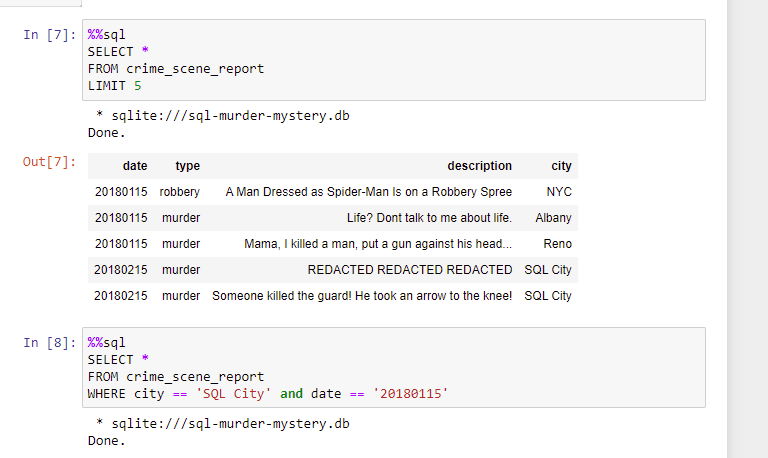 In [7]: %%sql
SELECT *
FROM crime_scene_report
LIMIT 5
* sqlite:///sql-murder-mystery.db
Done.
Out[7]:
date type description city
20180115 robbery A Man Dressed as Spider-Man Is on a Robbery Spree NYC
20180115 murder Life? Dont talk to me about life. Albany
20180115 murder Mama, I killed a man, put a gun against his head... Reno
20180215 murder REDACTED REDACTED REDACTED SQL City
20180215 murder Someone killed the guard! He took an arrow to the knee! SQL City
In [8]: %%sql
SELECT *
FROM crime_scene_report
WHERE city == 'SQL City' and date == '20180115'
* sqlite:///sql-murder-mystery.db
Done.